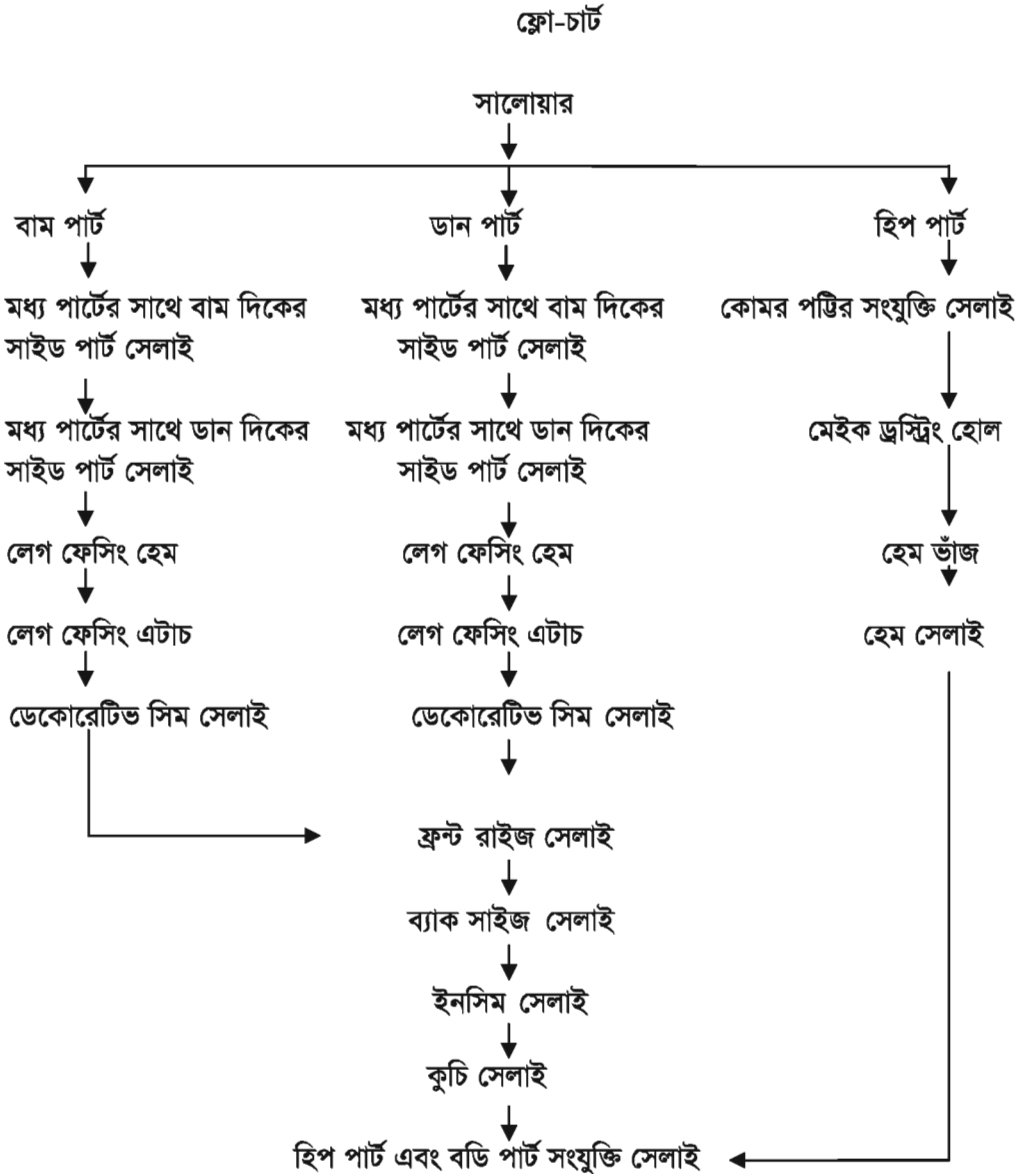 ফ্লো-চার্ট
সালোয়ার
বাম পার্ট ডান পার্ট হিপ পার্ট
মধ্য পার্টের সাথে বাম দিকের মধ্য পার্টের সাথে বাম দিকের কোমর পট্টির সংযুক্তি সেলাই
সাইড পার্ট সেলাই সাইড পার্ট সেলাই
মধ্য পার্টের সাথে ডান দিকের মধ্য পার্টের সাথে ডান দিকের মেইক ড্রস্ট্রিং হোল
সাইড পার্ট সেলাই সাইড পার্ট সেলাই
লেগ ফেসিং হেম লেগ ফেসিং হেম হেম ভাঁজ
লেগ ফেসিং এটাচ লেগ ফেসিং এটাচ হেম সেলাই
ডেকোরেটিভ সিম সেলাই ডেকোরেটিভ সিম সেলাই
ফ্রন্ট রাইজ সেলাই
ব্যাক সাইজ সেলাই
ইনসিম সেলাই
কুচি সেলাই
হিপ পার্ট এবং বডি পার্ট সংযুক্তি সেলাই